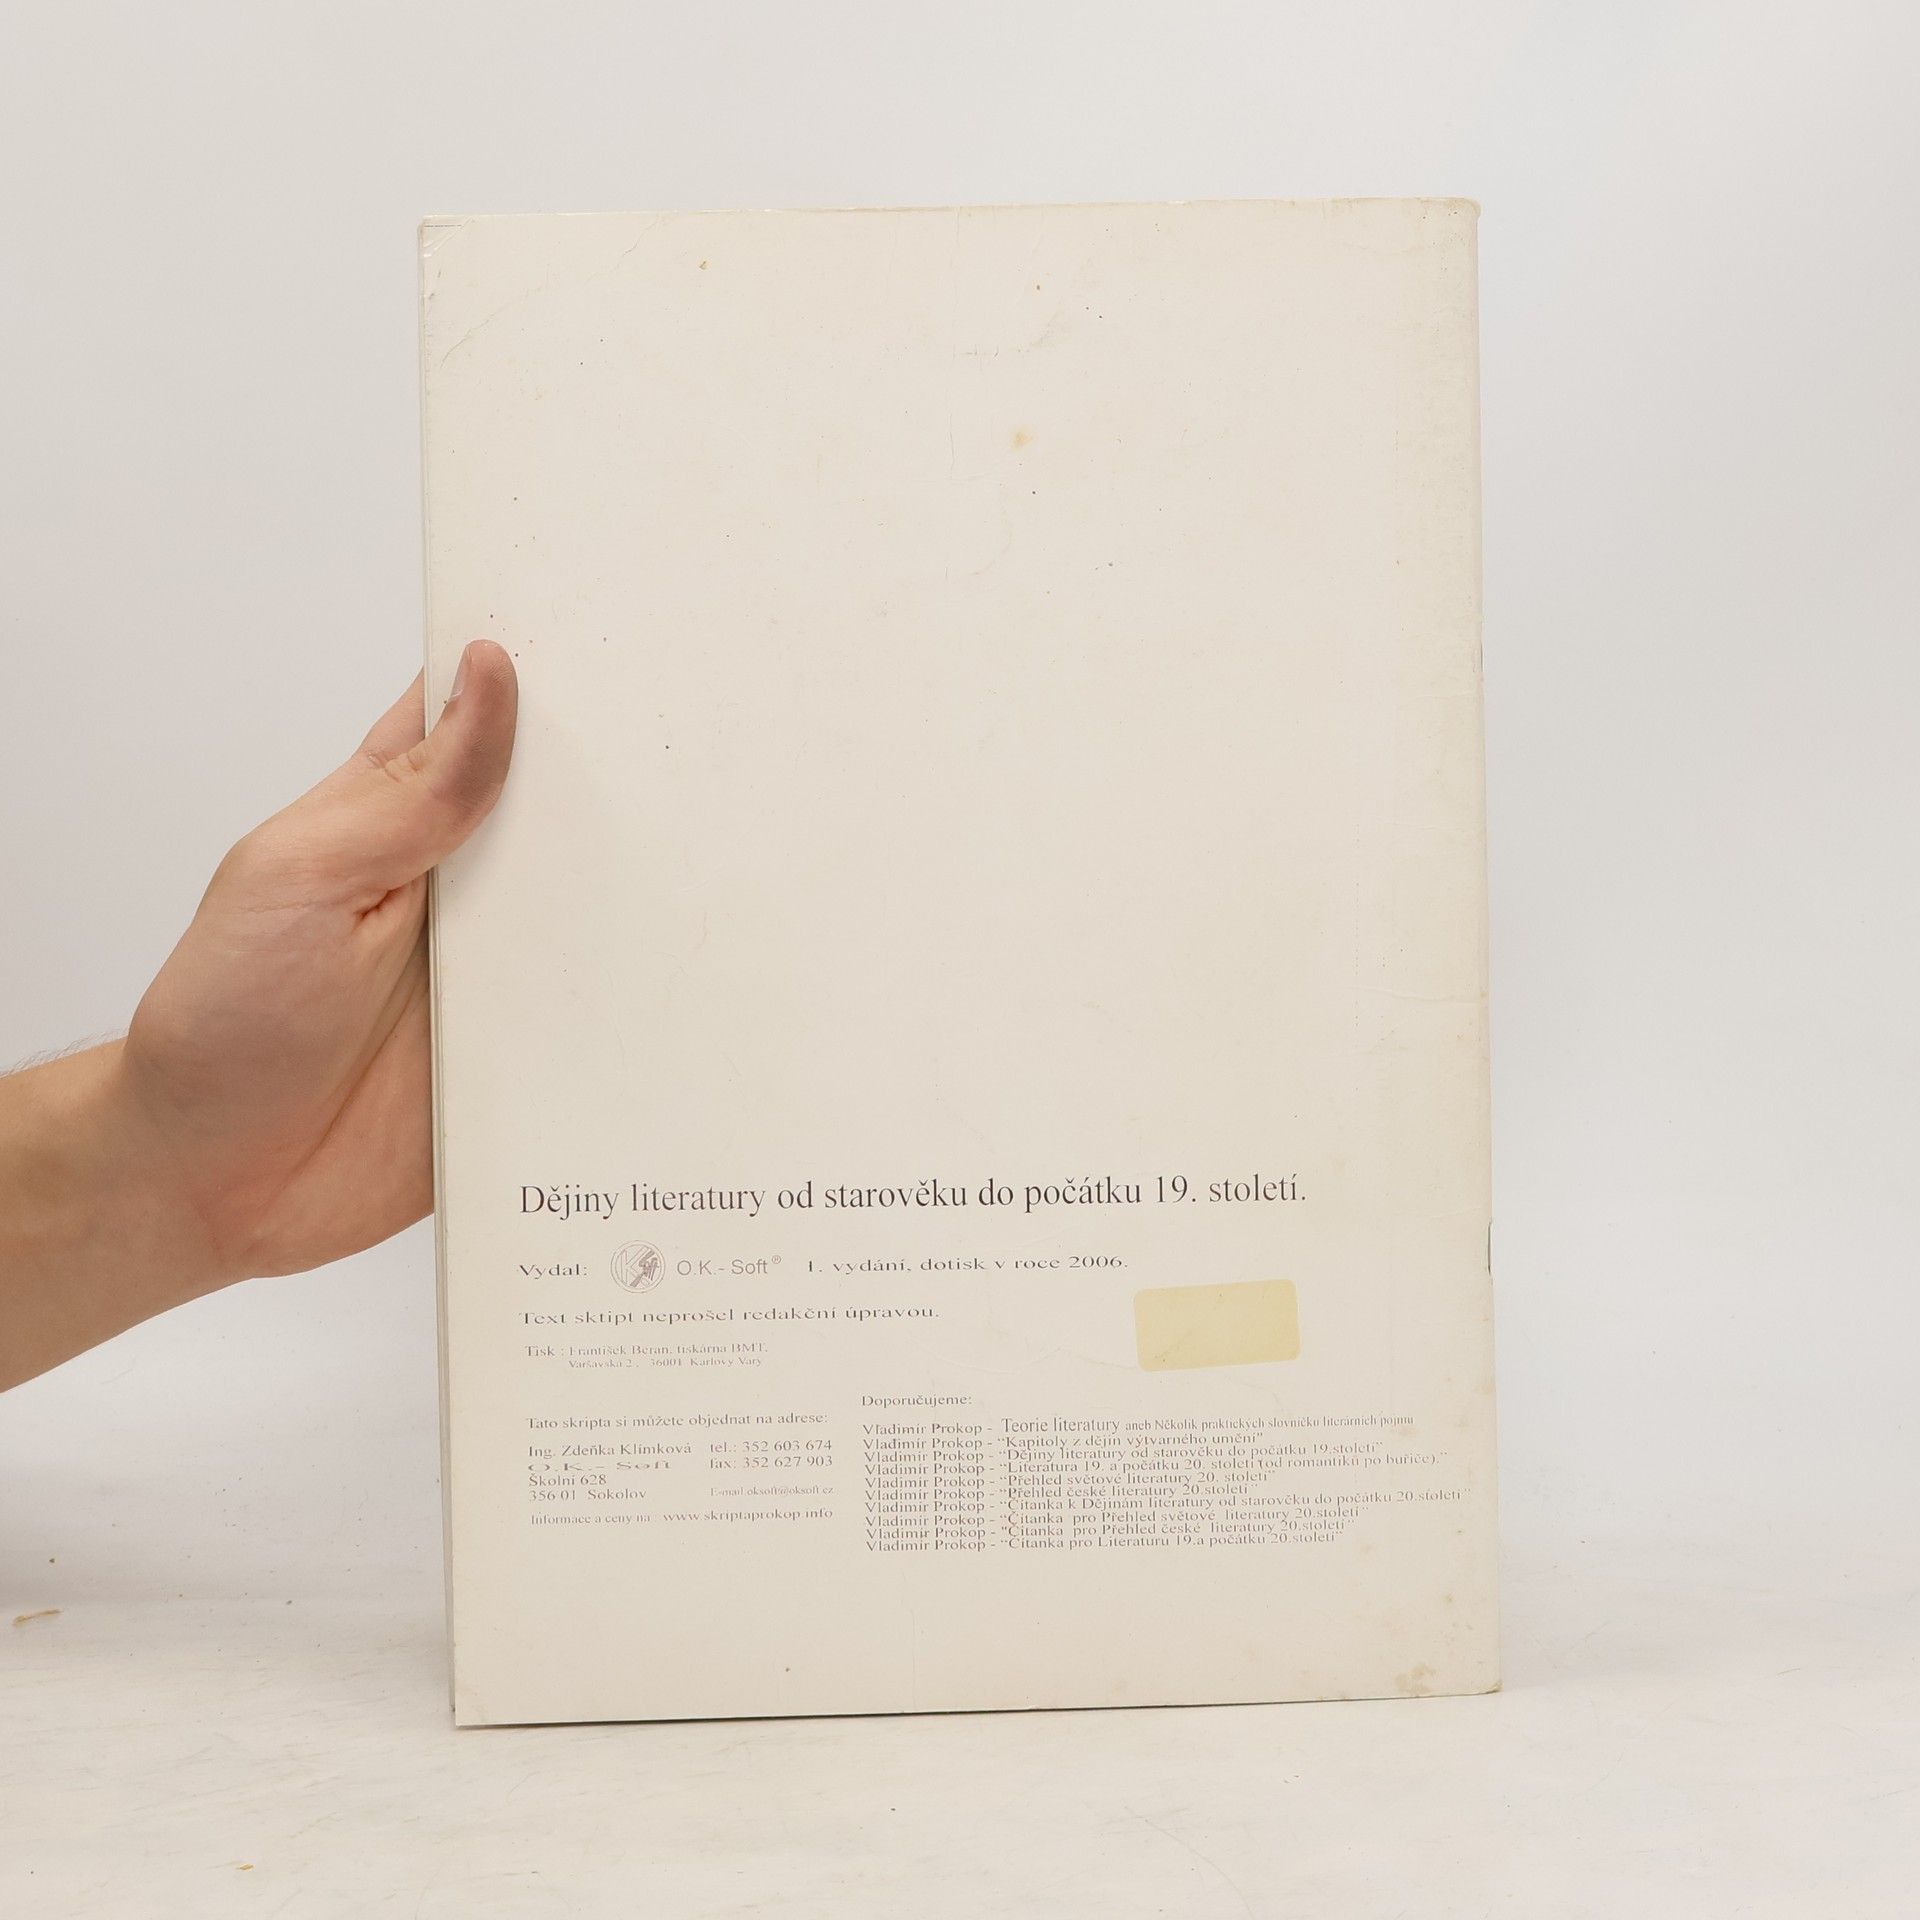 Dějiny literatury od starověku do počátku 19. století.
Vydal: O.K.- Soft® 1. vydání, dotisk v roce 2006.
Text sktipt neprošel redakční úpravou.
Tisk : František Beran, tiskárna BMT,
Varšavská 2 , 36001 Karlovy Vary
Tato skripta si můžete objednat na adrese:
Ing. Zdeňka Klímková tel.: 352 603 674
O.K.- Soft fax: 352 627 903
Školní 628
356 01 Sokolov E-mail:oksoft@oksoft.cz
Informace a ceny na www.skriptaprokop.info
Doporučujeme:
Vladimír Prokop - Teorie literatury aneb Několik praktických slovníčku literárních pojmu
Vladimír Prokop - “Kapitoly z dějin výtvarného umění”
Vladimír Prokop - “Dějiny literatury od starověku do počátku 19.století”
Vladimír Prokop - “Literatura 19. a počátku 20. století (od romantiků po buřiče).”
Vladimír Prokop - “Přehled světové literatury 20. století”
Vladimír Prokop - “Přehled české literatury 20.století ”
Vladimír Prokop - “Čítanka k Dějinám literatury od starověku do počátku 20.století ”
Vladimír Prokop - “Čítanka pro Přehled světové literatury 20.století”
Vladimír Prokop - “Čítanka pro Přehled české literatury 20.století ”
Vladimír Prokop - “Čítanka pro Literaturu 19.a počátku 20.století”